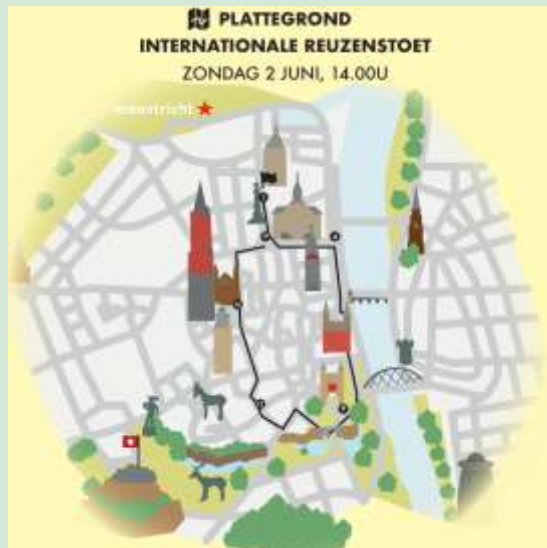 PLATTEGROND
INTERNATIONALE REUZENSTOET
ZONDAG 2 JUNI, 14.00U
maastricht